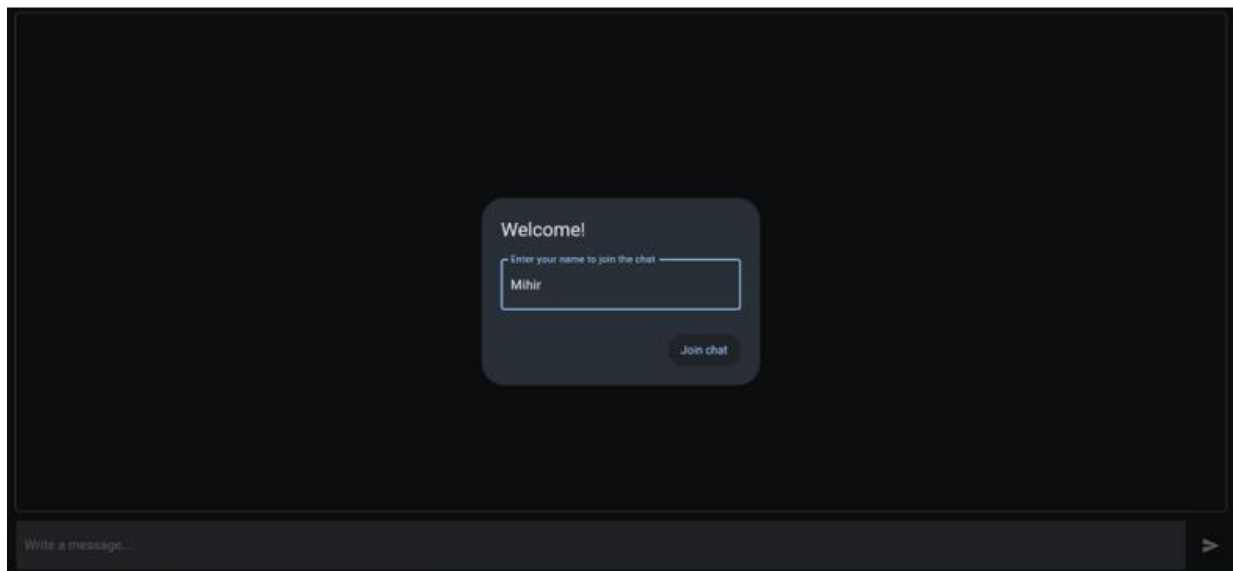 Welcome!
Enter your name to join the chat
Mihir
Join chat
Write a message...